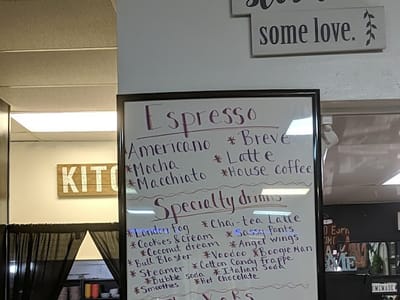 some love.
Espresso
Americano * Breve
* Mocha * Latte
* Macchiato * House coffee
KITC
Specialty drinks
* London Fog * Chai-tea Latte
* Cookies & Cream * Sassy Pants
* Coconut dream * Angel wings
* Bull Blaster * Voodoo * Boogie Man
* Steamer * Cotton Candy Frappe
* Bubble soda * Italian Soda
* Smoothies * Hot Chocolate